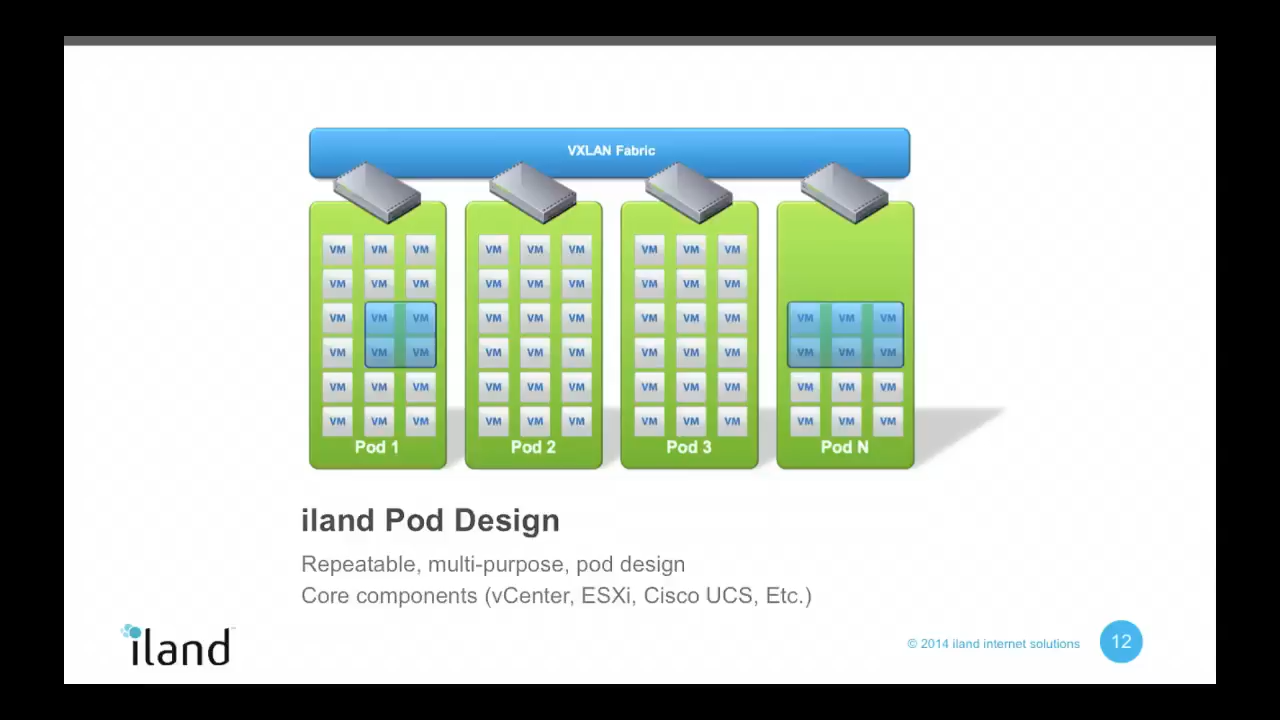 VXLAN Fabric
VM VM VM VM VM VM VM VM VM VM VM
VM VM VM VM VM VM VM VM VM
VM VM VM VM VM VM VM VM VM VM VM VM
VM VM VM VM VM VM VM VM VM VM VM VM
VM VM VM VM VM VM VM VM VM VM VM VM
VM VM VM VM VM VM VM VM VM VM VM VM
Pod 1 Pod 2 Pod 3 Pod N
iland Pod Design
Repeatable, multi-purpose, pod design
Core components (vCenter, ESXi, Cisco UCS, Etc.)
iland
© 2014 iland internet solutions 12